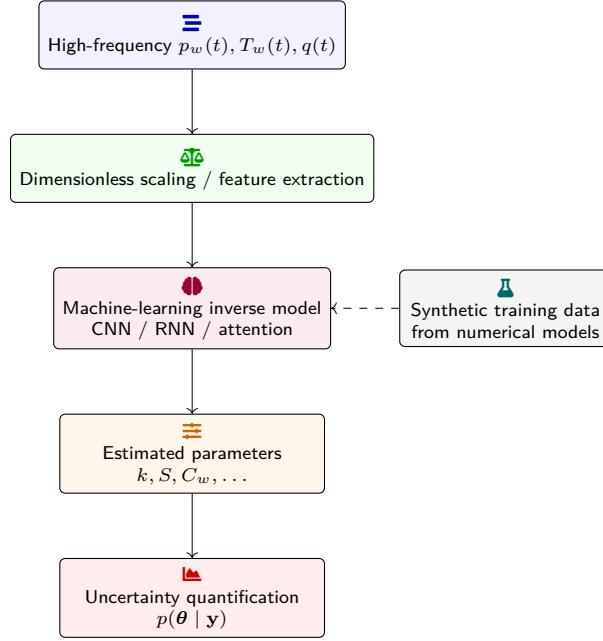 High-frequency p_w(t), T_w(t), q(t)
Dimensionless scaling / feature extraction
Machine-learning inverse model
CNN / RNN / attention
Synthetic training data
from numerical models
Estimated parameters
k, S, C_w, . . .
Uncertainty quantification
p(θ | y)